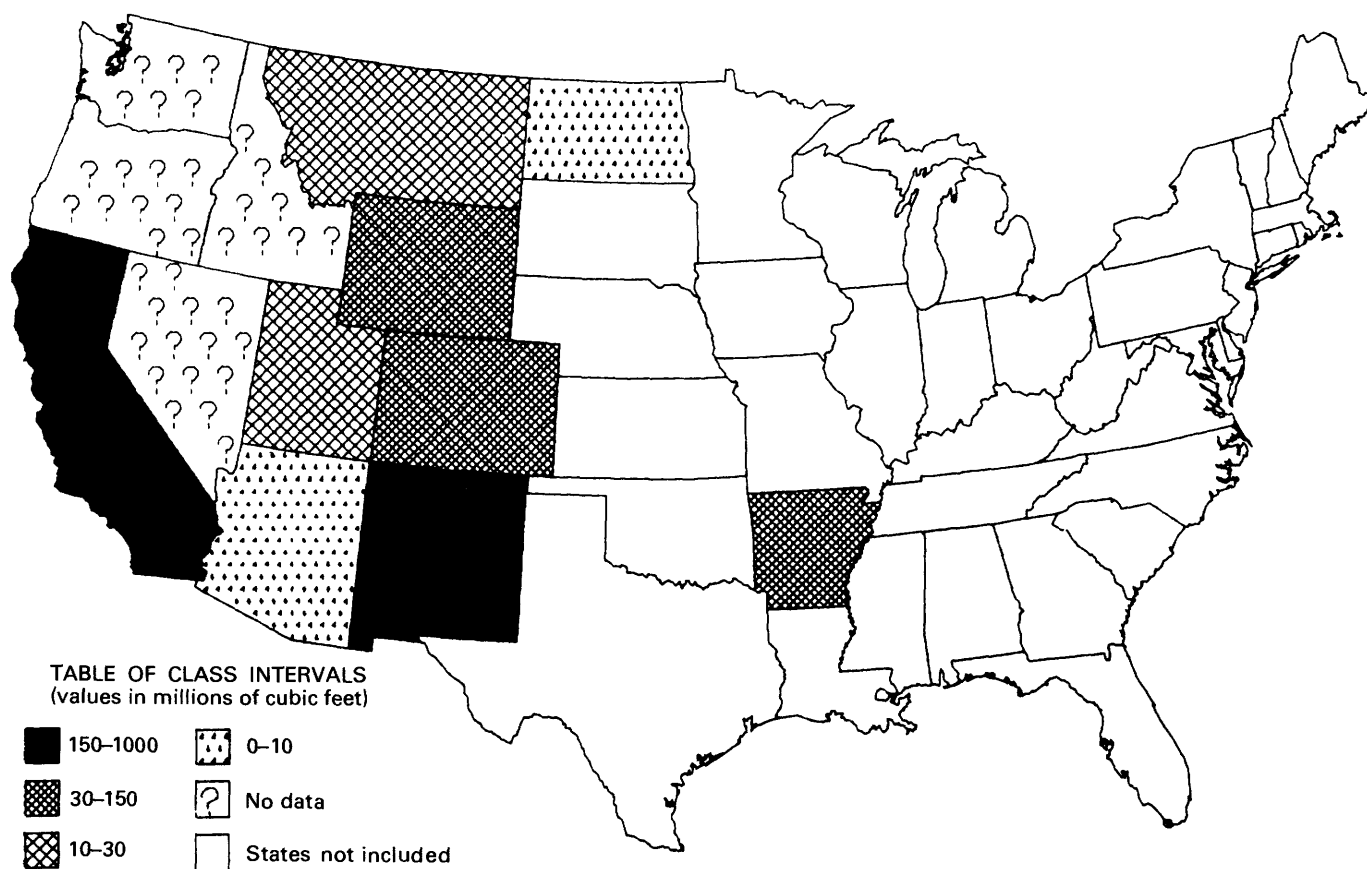 TABLE OF CLASS INTERVALS
(values in millions of cubic feet)
150–1000
30–150
10–30
0–10
? No data
States not included